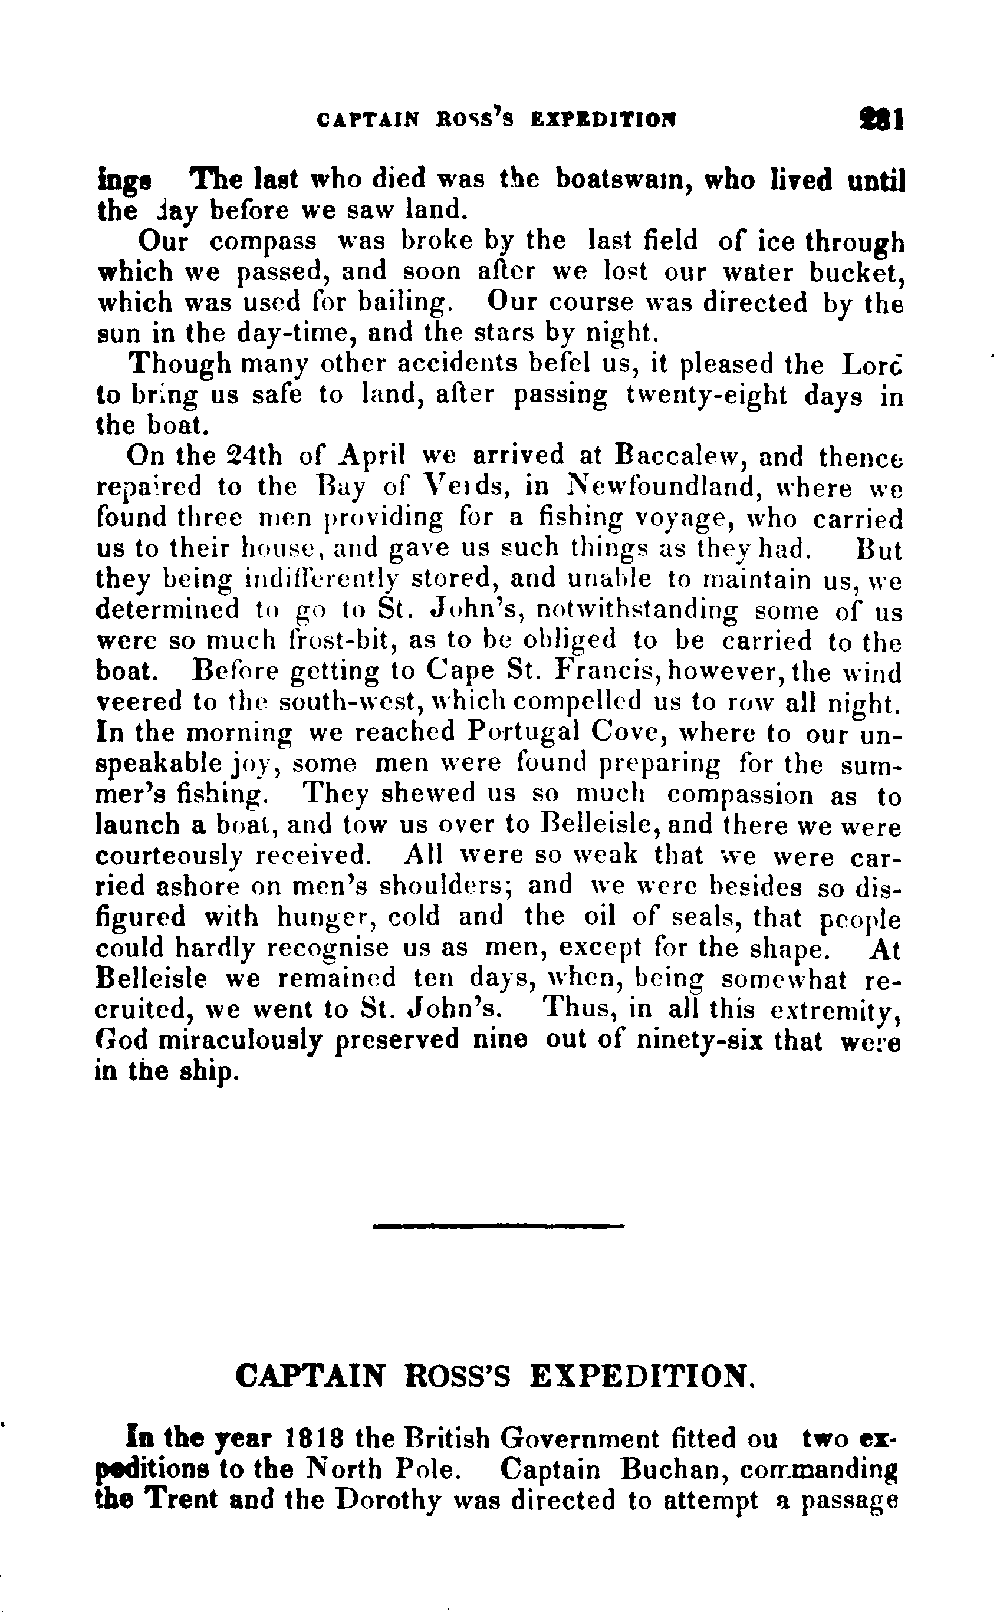 CAPTAIN ROSS'S EXPEDITION 281
ings The last who died was the boatswain, who lived until
the day before we saw land.
Our compass was broke by the last field of ice through
which we passed, and soon after we lost our water bucket,
which was used for bailing. Our course was directed by the
sun in the day-time, and the stars by night.
Though many other accidents befel us, it pleased the Lord
to bring us safe to land, after passing twenty-eight days in
the boat.
On the 24th of April we arrived at Baccalew, and thence
repaired to the Bay of Verds, in Newfoundland, where we
found three men providing for a fishing voyage, who carried
us to their house, and gave us such things as they had. But
they being indifferently stored, and unable to maintain us, we
determined to go to St. John's, notwithstanding some of us
were so much frost-bit, as to be obliged to be carried to the
boat. Before getting to Cape St. Francis, however, the wind
veered to the south-west, which compelled us to row all night.
In the morning we reached Portugal Cove, where to our un-
speakable joy, some men were found preparing for the sum-
mer's fishing. They shewed us so much compassion as to
launch a boat, and tow us over to Belleisle, and there we were
courteously received. All were so weak that we were car-
ried ashore on men's shoulders; and we were besides so dis-
figured with hunger, cold and the oil of seals, that people
could hardly recognise us as men, except for the shape. At
Belleisle we remained ten days, when, being somewhat re-
cruited, we went to St. John's. Thus, in all this extremity,
God miraculously preserved nine out of ninety-six that were
in the ship.
CAPTAIN ROSS'S EXPEDITION.
In the year 1818 the British Government fitted ou two ex-
peditions to the North Pole. Captain Buchan, commanding
the Trent and the Dorothy was directed to attempt a passage